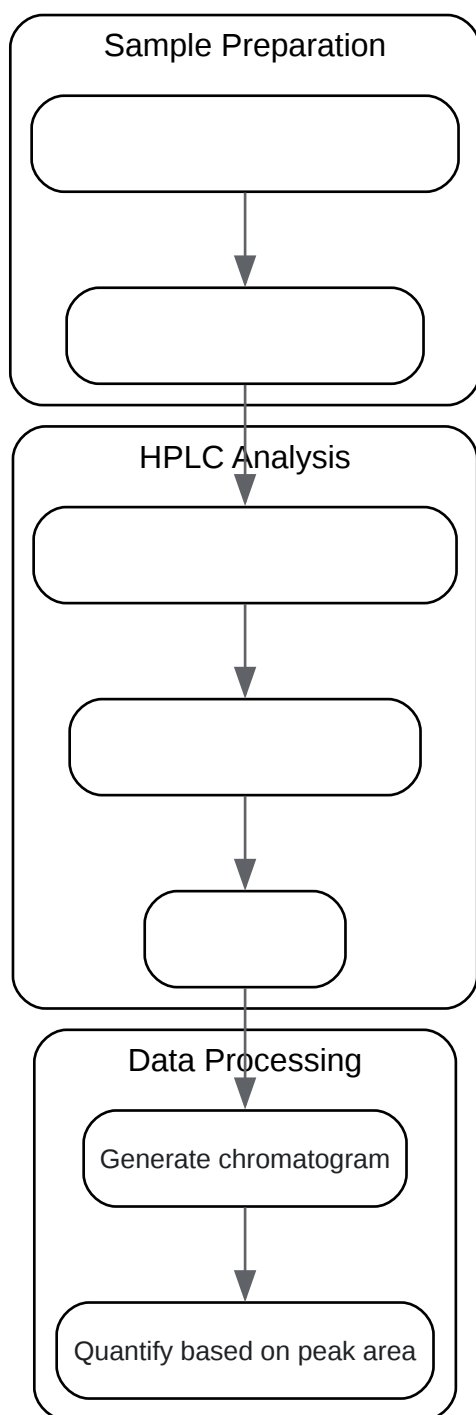 Sample Preparation
HPLC Analysis
Data Processing
Generate chromatogram
Quantify based on peak area